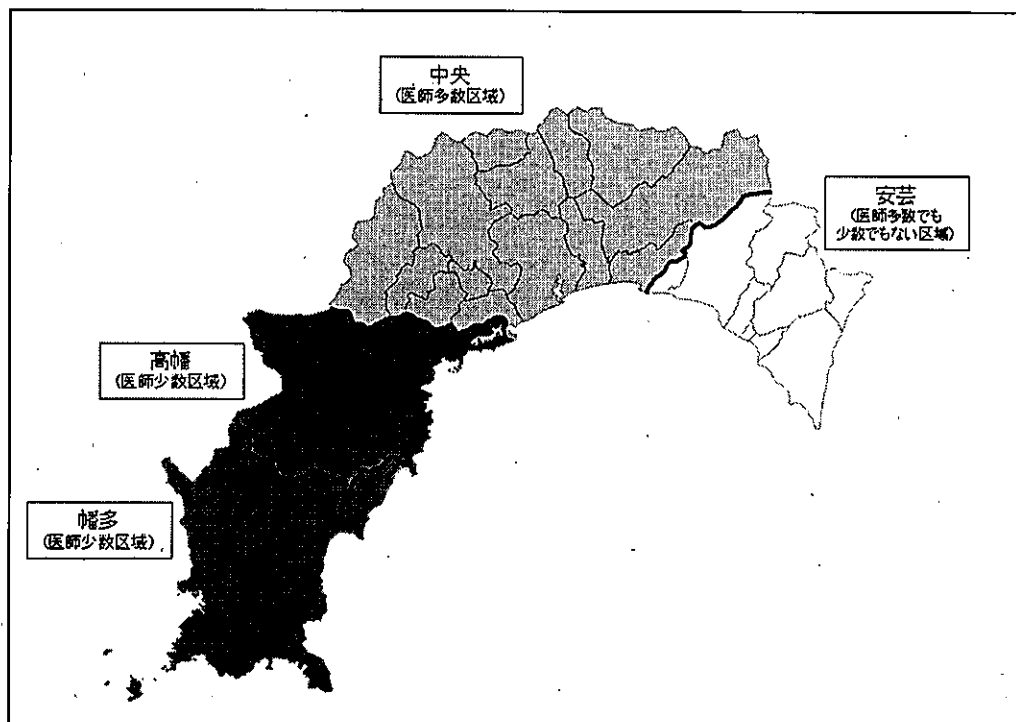 中央
(医師多数区域)
安芸
(医師多数でも
少数でもない区域)
高幡
(医師少数区域)
幡多
(医師少数区域)